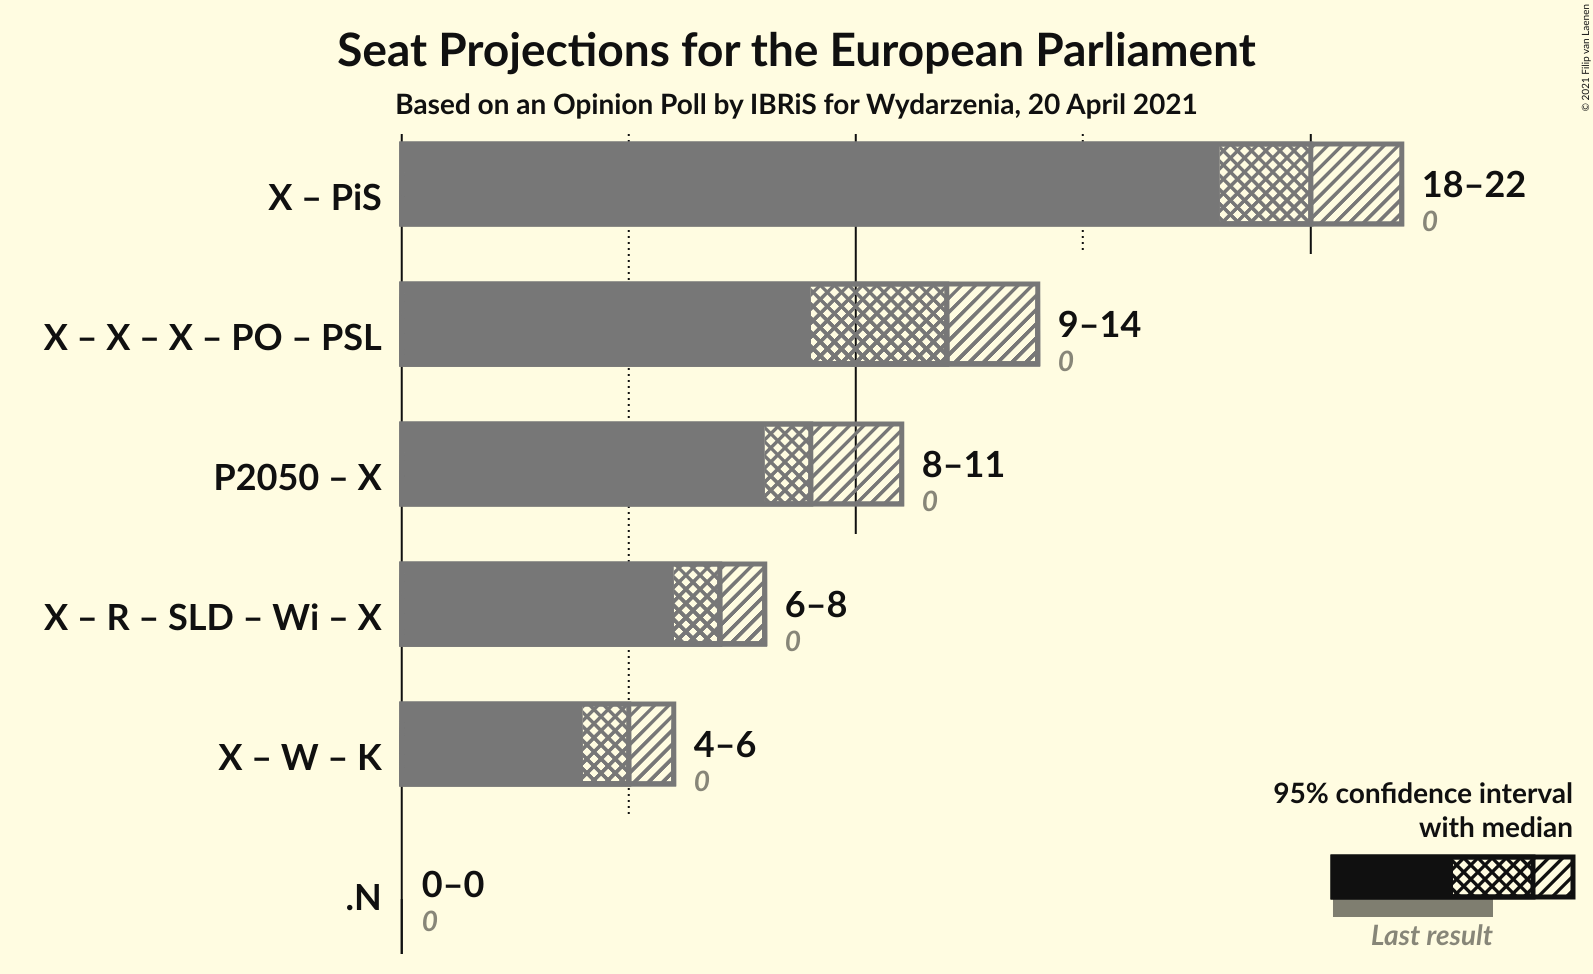 Seat Projections for the European Parliament
Based on an Opinion Poll by IBRiS for Wydarzenia, 20 April 2021
© 2021 Filip van Laenen
X – PiS
18–22
0
X – X – X – PO – PSL
9–14
0
P2050 – X
8–11
0
X – R – SLD – Wi – X
6–8
0
X – W – K
4–6
0
.N
0–0
0
95% confidence interval
with median
Last result